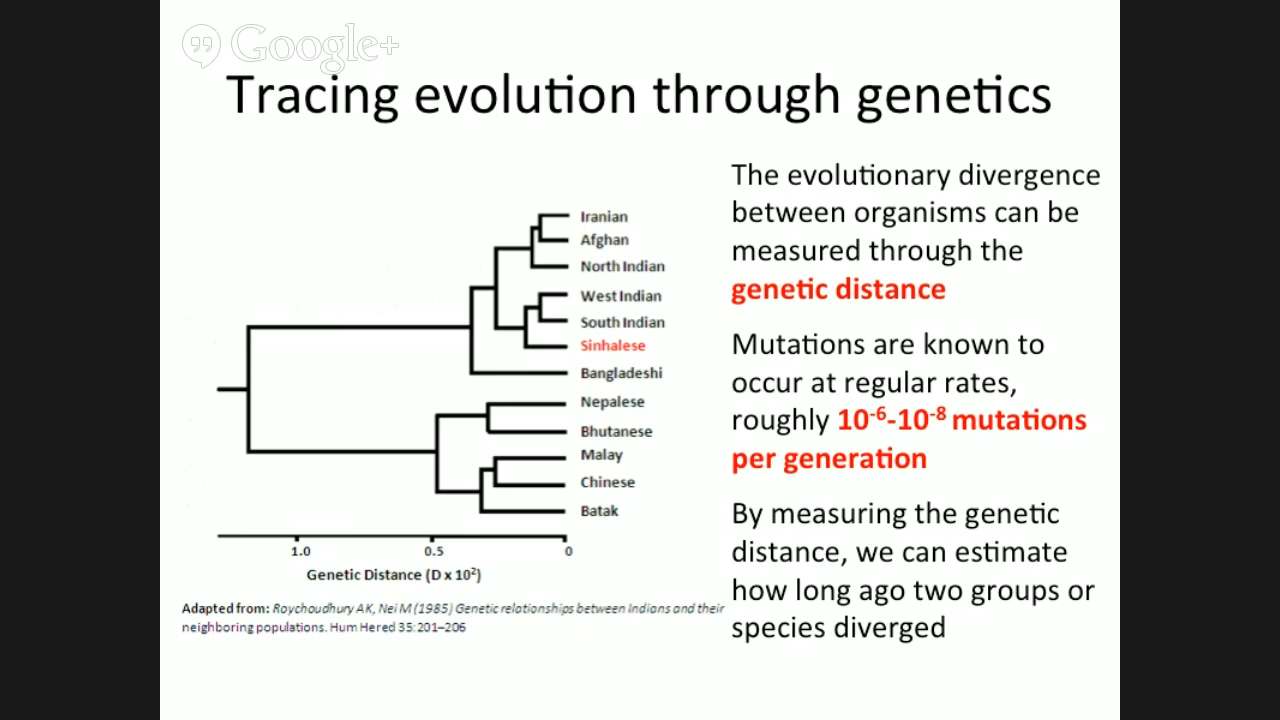 Google+
Tracing evolution through genetics
Iranian
Afghan
North Indian
West Indian
South Indian
Sinhalese
Bangladeshi
Nepalese
Bhutanese
Malay
Chinese
Batak
1.0 0.5 0
Genetic Distance (D x 10²)
Adapted from: Roychoudhury AK, Nei M (1985) Genetic relationships between Indians and their
neighboring populations. Hum Hered 35:201–206
The evolutionary divergence
between organisms can be
measured through the
genetic distance
Mutations are known to
occur at regular rates,
roughly 10⁻⁶-10⁻⁸ mutations
per generation
By measuring the genetic
distance, we can estimate
how long ago two groups or
species diverged